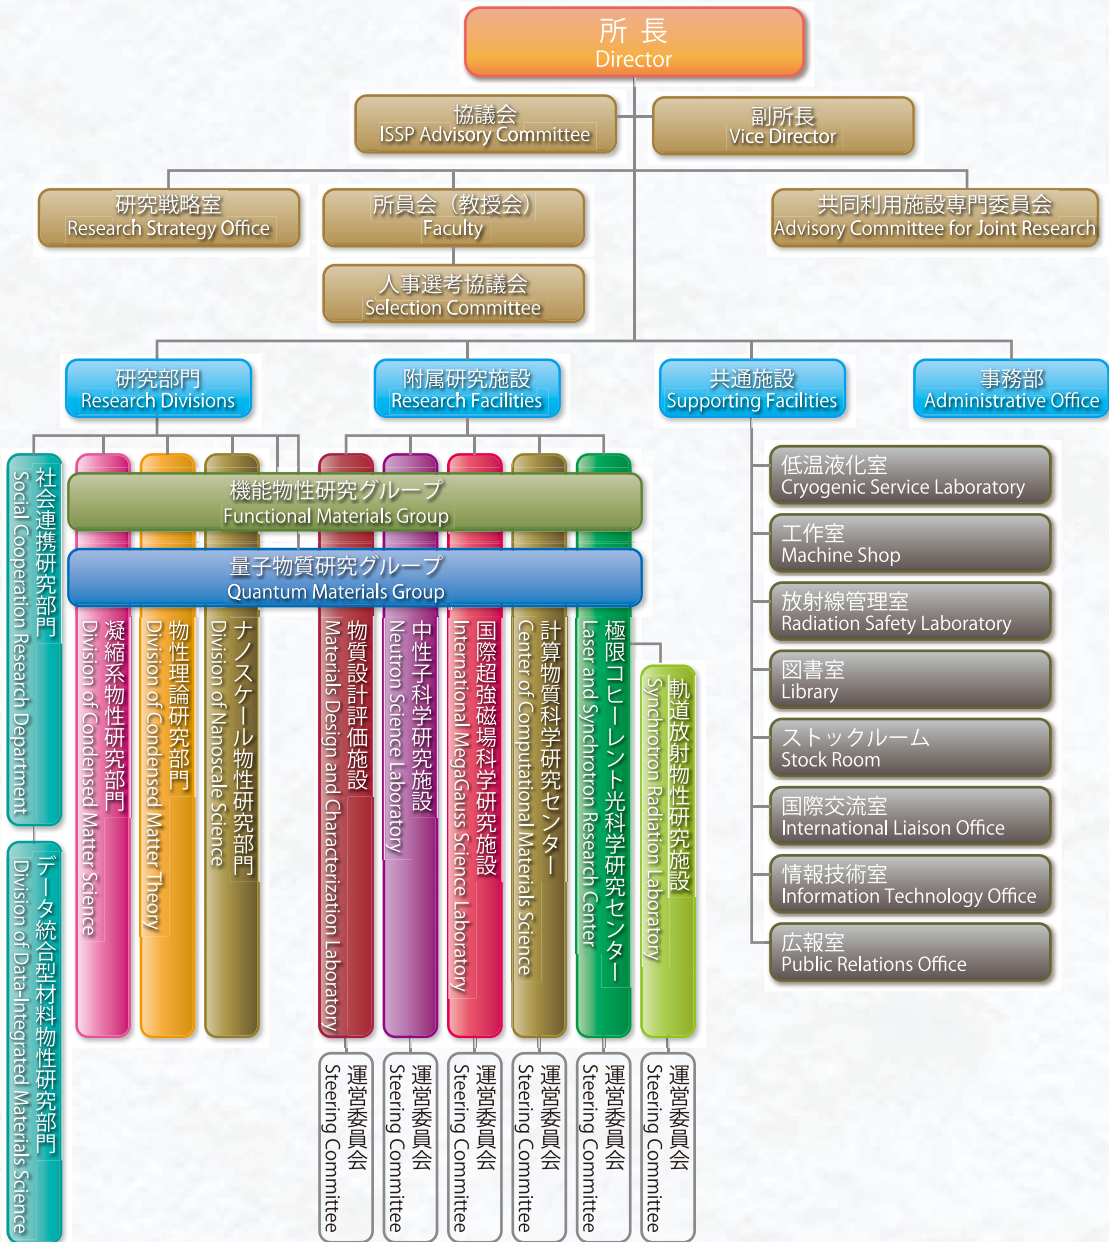 所 長
Director
協議会
ISSP Advisory Committee
副所長
Vice Director
研究戦略室
Research Strategy Office
所員会（教授会）
Faculty
共同利用施設専門委員会
Advisory Committee for Joint Research
人事選考協議会
Selection Committee
研究部門
Research Divisions
附属研究施設
Research Facilities
共通施設
Supporting Facilities
事務部
Administrative Office
社会連携研究部門
Social Cooperation Research Department
データ統合型材料物性研究部門
Division of Data-Integrated Materials Science
機能物性研究グループ
Functional Materials Group
量子物質研究グループ
Quantum Materials Group
凝縮系物性研究部門
Division of Condensed Matter Science
物性理論研究部門
Division of Condensed Matter Theory
ナノスケール物性研究部門
Division of Nanoscale Science
物質設計評価施設
Materials Design and Characterization Laboratory
中性子科学研究施設
Neutron Science Laboratory
国際超強磁場科学研究施設
International MegaGauss Science Laboratory
計算物質科学研究センター
Center of Computational Materials Science
極限コヒーレント光科学研究センター
Laser and Synchrotron Research Center
軌道放射物性研究施設
Synchrotron Radiation Laboratory
運営委員会
Steering Committee
運営委員会
Steering Committee
運営委員会
Steering Committee
運営委員会
Steering Committee
運営委員会
Steering Committee
運営委員会
Steering Committee
低温液化室
Cryogenic Service Laboratory
工作室
Machine Shop
放射線管理室
Radiation Safety Laboratory
図書室
Library
ストックルーム
Stock Room
国際交流室
International Liaison Office
情報技術室
Information Technology Office
広報室
Public Relations Office